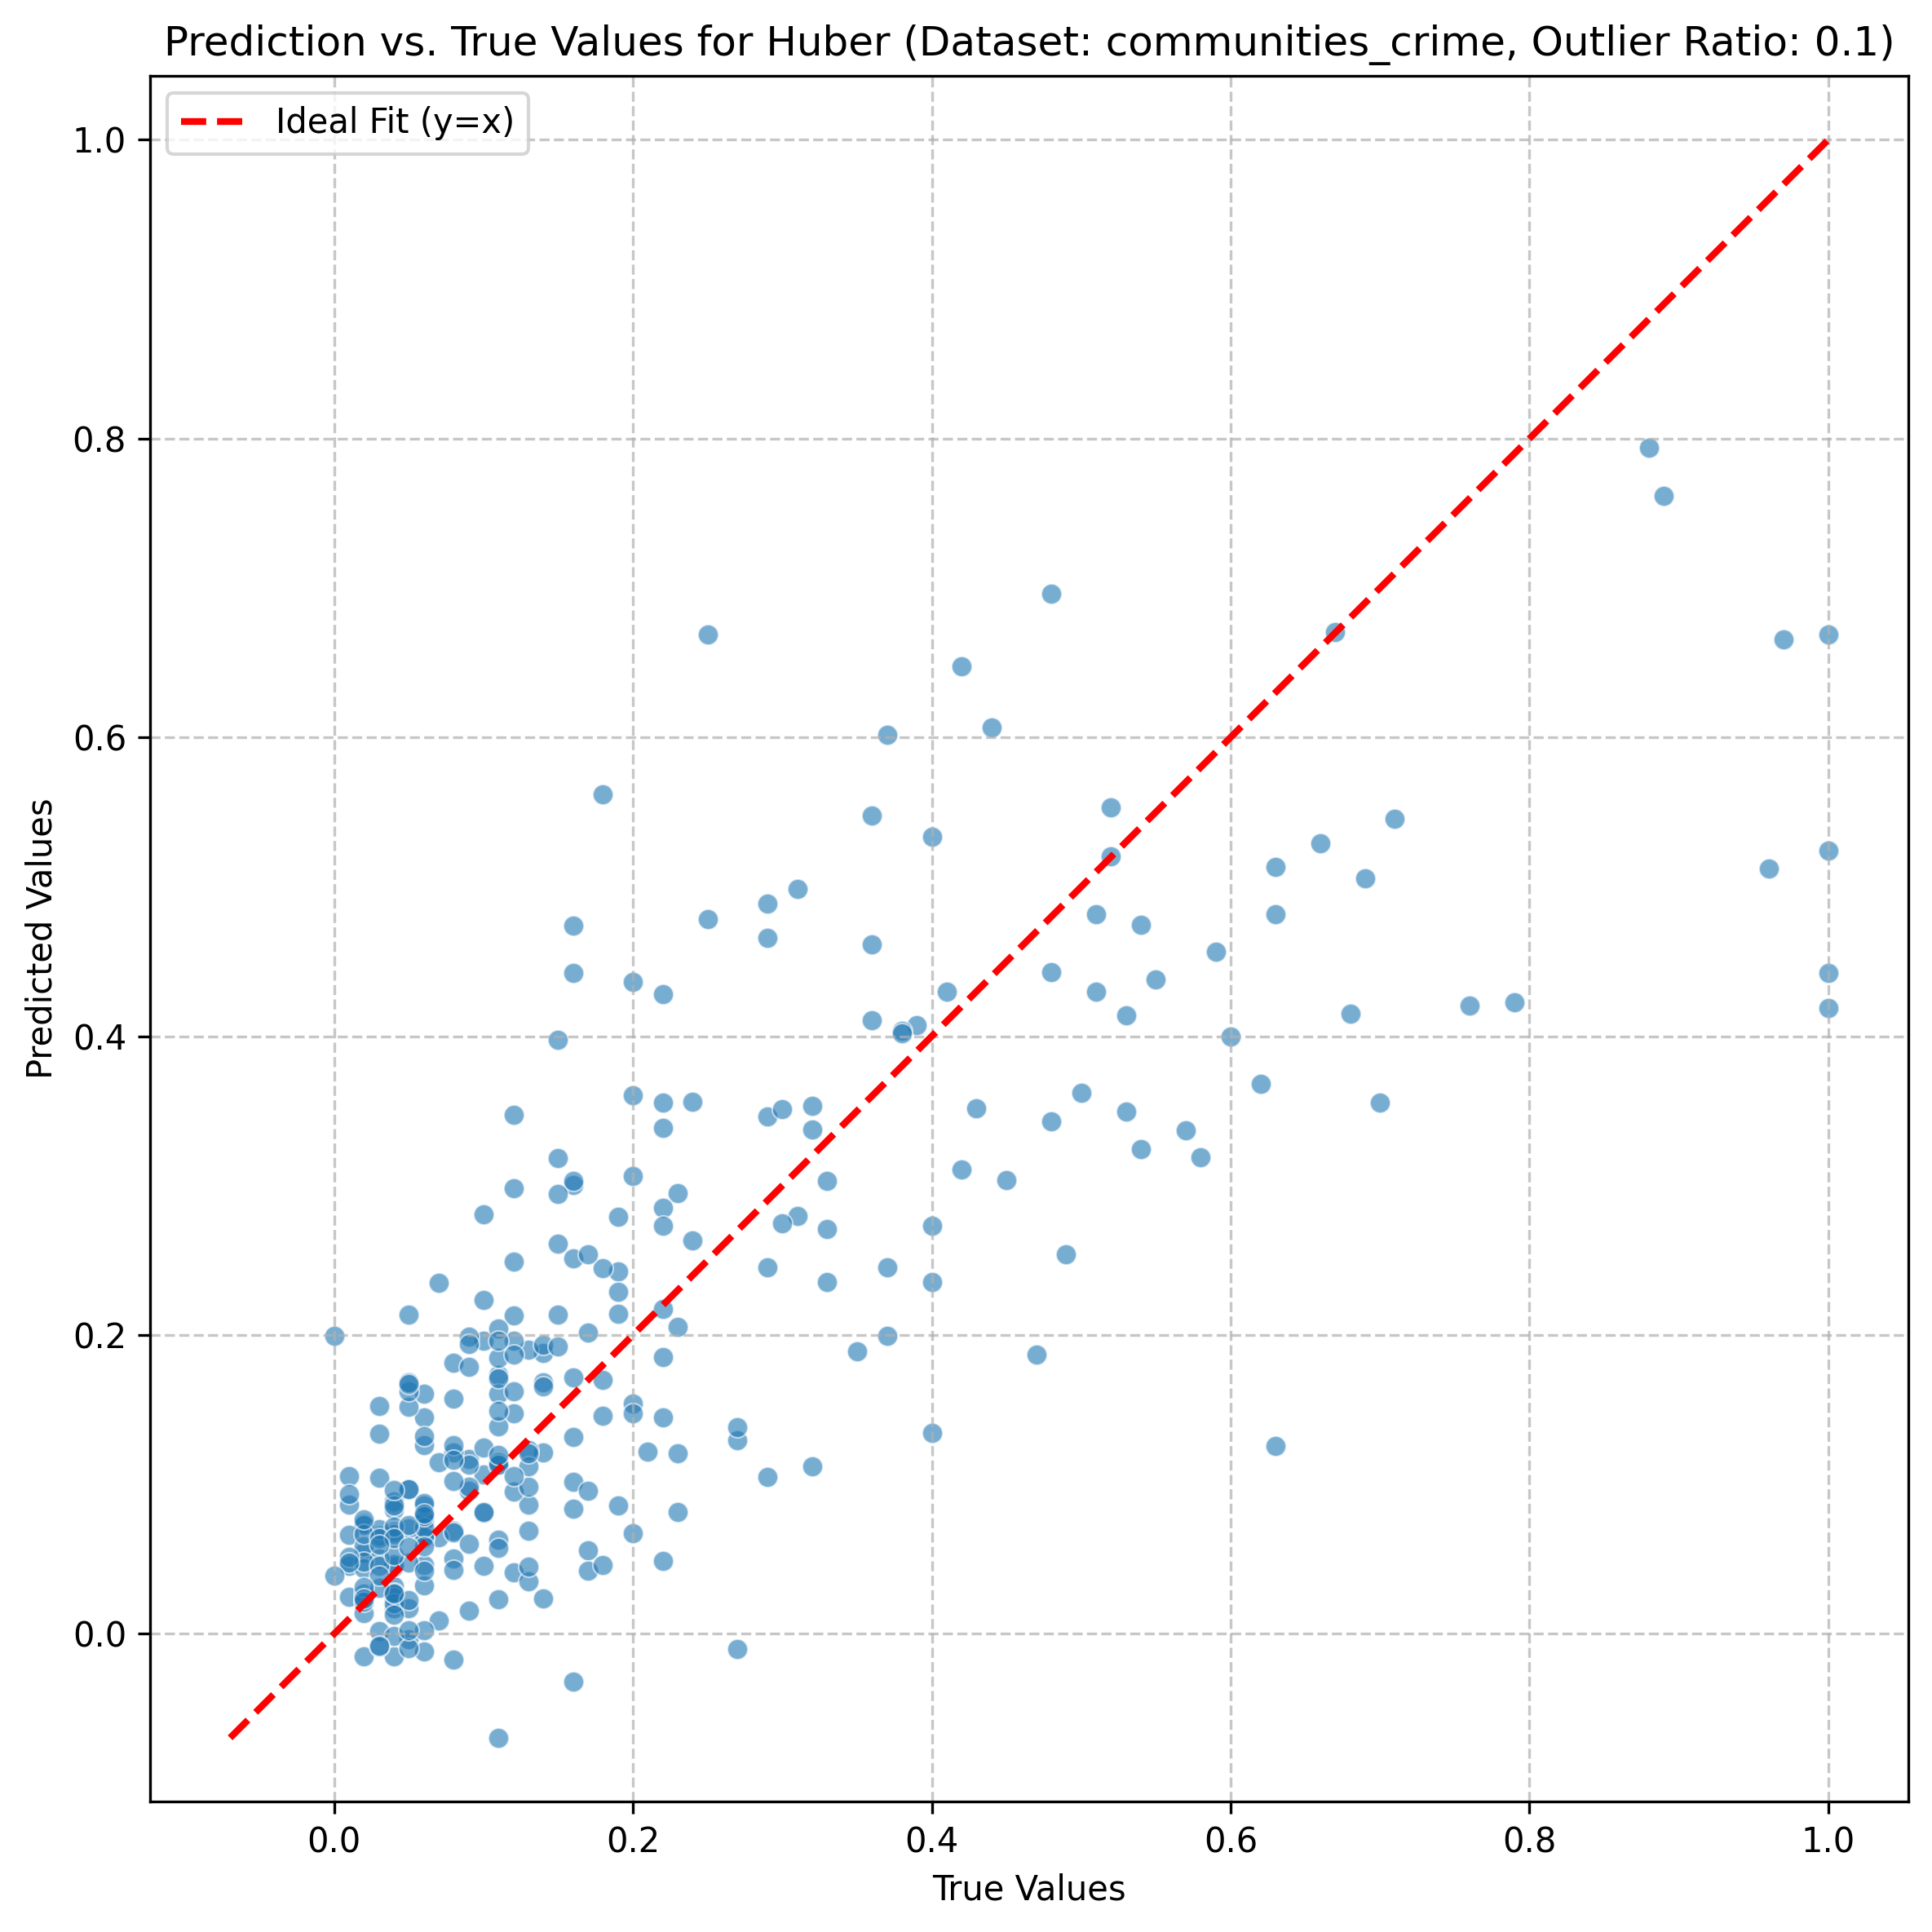 Prediction vs. True Values for Huber (Dataset: communities_crime, Outlier Ratio: 0.1)
Ideal Fit (y=x)
1.0
0.8
0.6
0.4
0.2
0.0
Predicted Values
0.0 0.2 0.4 0.6 0.8 1.0
True Values